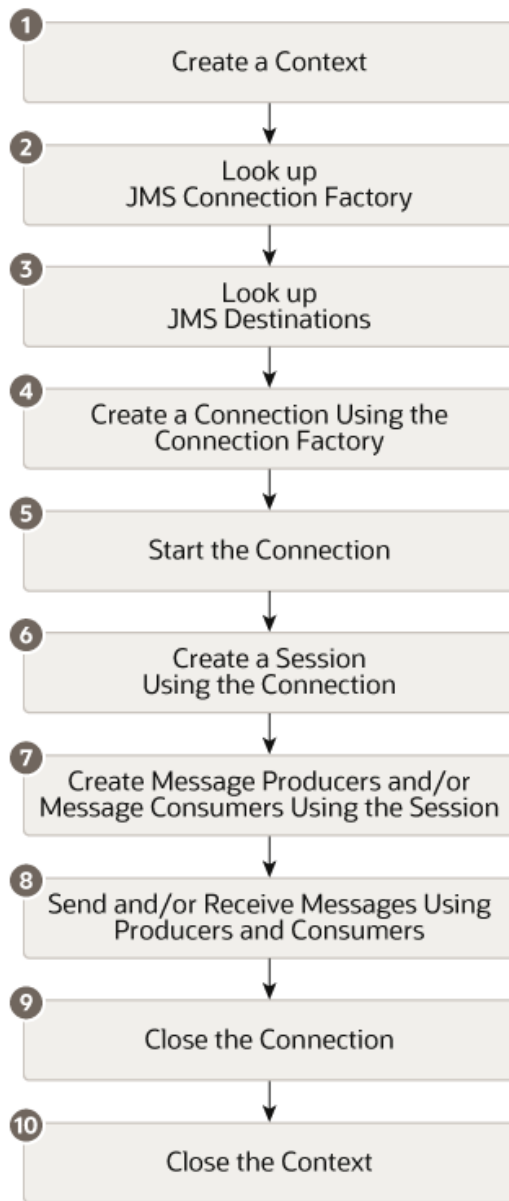 1
Create a Context
2
Look up
JMS Connection Factory
3
Look up
JMS Destinations
4
Create a Connection Using the
Connection Factory
5
Start the Connection
6
Create a Session
Using the Connection
7
Create Message Producers and/or
Message Consumers Using the Session
8
Send and/or Receive Messages Using
Producers and Consumers
9
Close the Connection
10
Close the Context